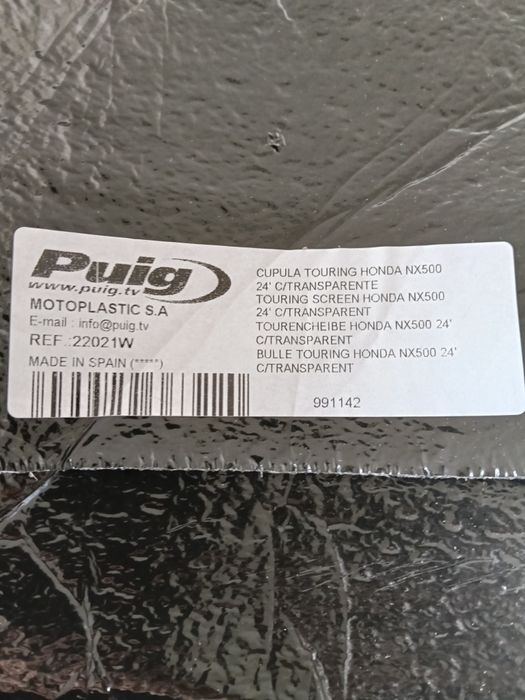 Puig
www.puig.tv
MOTOPLASTIC S.A
E-mail : info@puig.tv
REF.:22021W
MADE IN SPAIN (*****)
CUPULA TOURING HONDA NX500
24' C/TRANSPARENTE
TOURING SCREEN HONDA NX500
24' C/TRANSPARENT
TOURENCHEIBE HONDA NX500 24'
C/TRANSPARENT
BULLE TOURING HONDA NX500 24'
C/TRANSPARENT
991142